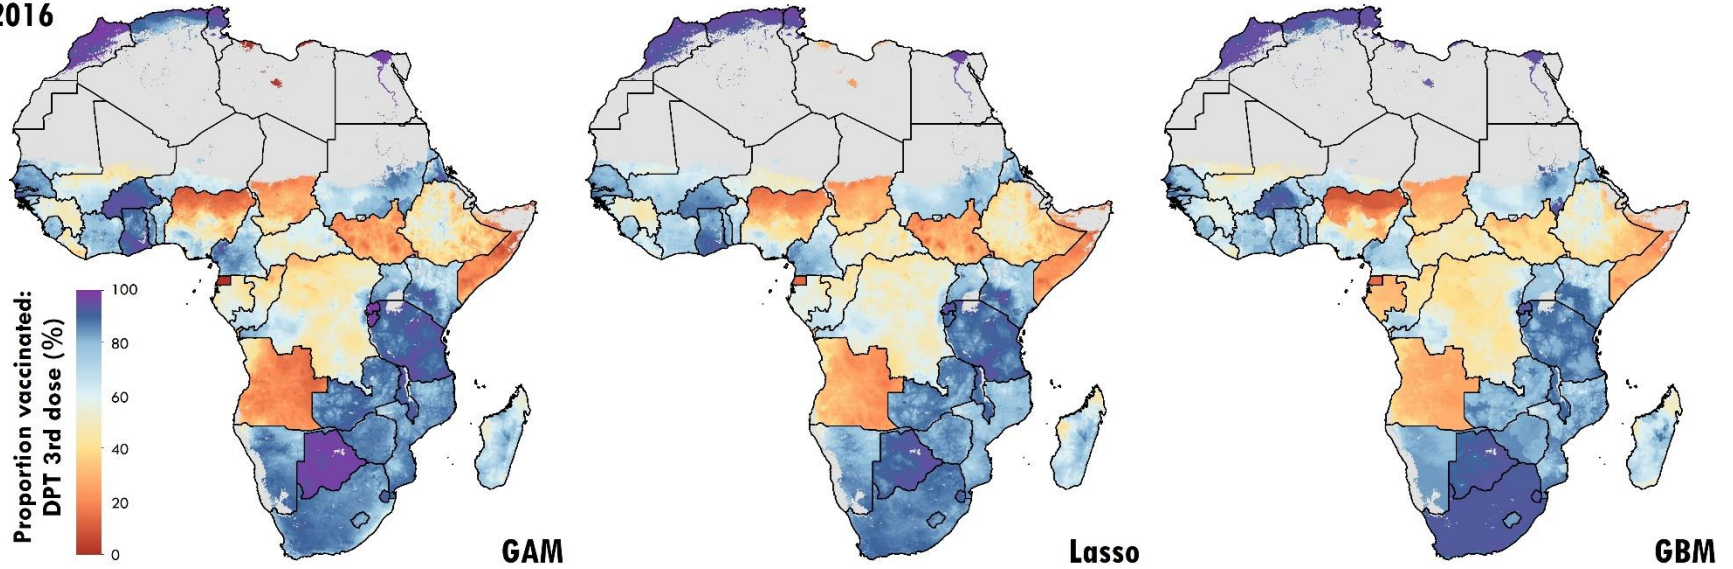 2016
Proportion vaccinated:
DPT 3rd dose (%)
100
80
60
40
20
0
GAM
Lasso
GBM